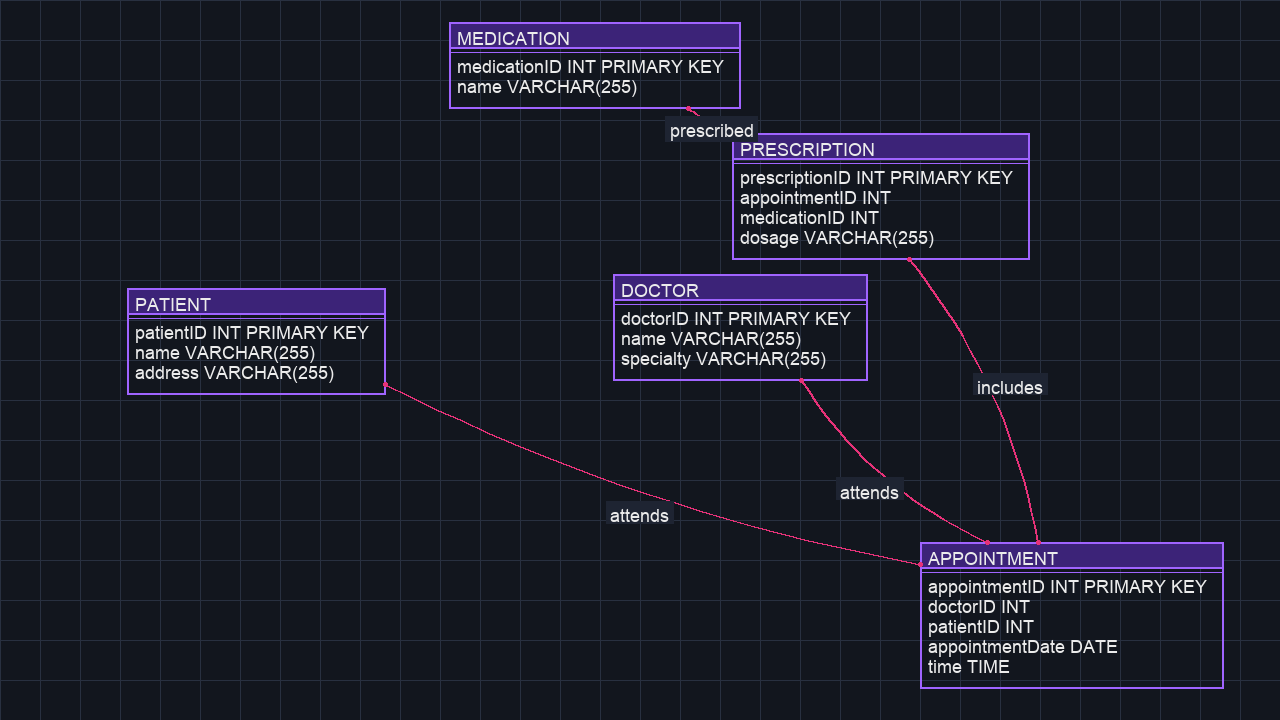 MEDICATION
medicationID INT PRIMARY KEY
name VARCHAR(255)
prescribed
PRESCRIPTION
prescriptionID INT PRIMARY KEY
appointmentID INT
medicationID INT
dosage VARCHAR(255)
DOCTOR
doctorID INT PRIMARY KEY
name VARCHAR(255)
specialty VARCHAR(255)
PATIENT
patientID INT PRIMARY KEY
name VARCHAR(255)
address VARCHAR(255)
includes
attends
attends
APPOINTMENT
appointmentID INT PRIMARY KEY
doctorID INT
patientID INT
appointmentDate DATE
time TIME